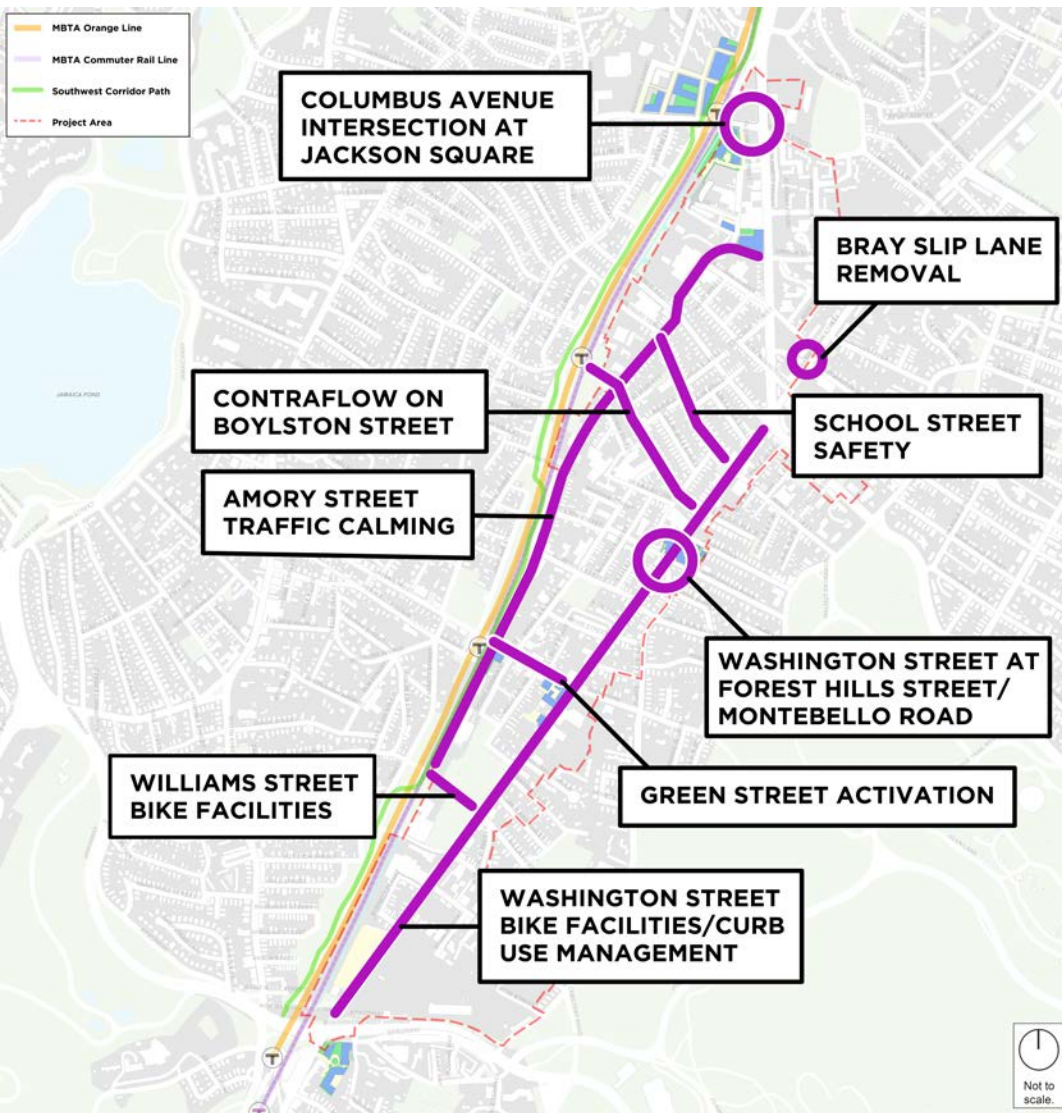 MBTA Orange Line
MBTA Commuter Rail Line
Southwest Corridor Path
Project Area
COLUMBUS AVENUE
INTERSECTION AT
JACKSON SQUARE
BRAY SLIP LANE
REMOVAL
JAMAICA POND
CONTRAFLOW ON
BOYLSTON STREET
SCHOOL STREET
SAFETY
AMORY STREET
TRAFFIC CALMING
WASHINGTON STREET AT
FOREST HILLS STREET/
MONTEBELLO ROAD
WILLIAMS STREET
BIKE FACILITIES
GREEN STREET ACTIVATION
WASHINGTON STREET
BIKE FACILITIES/CURB
USE MANAGEMENT
T
T
T
T
T
Not to
scale.